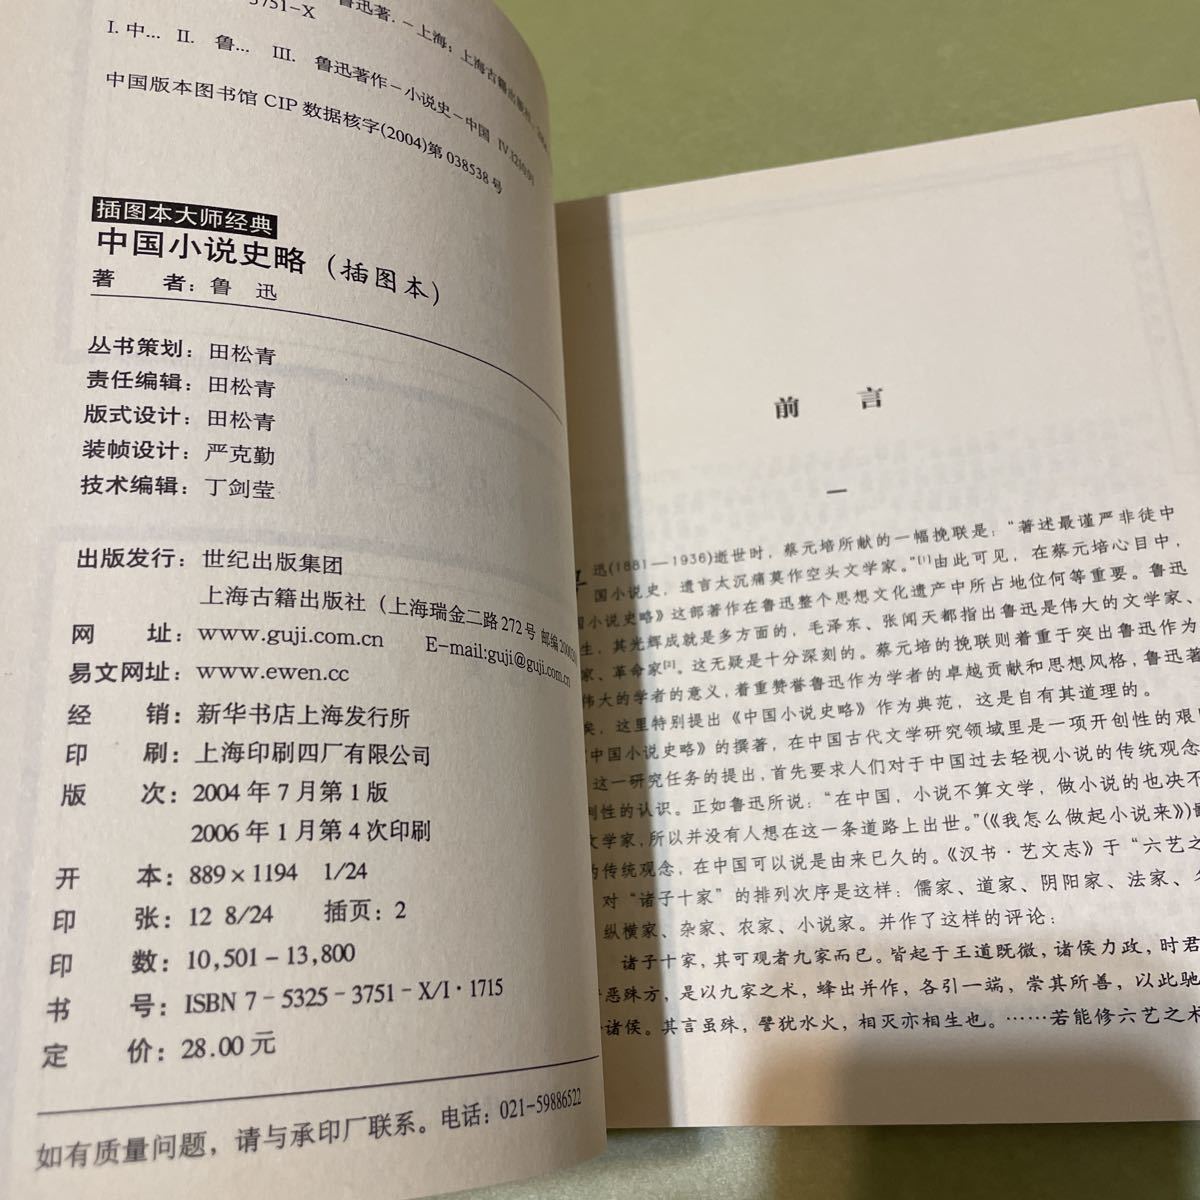 鲁迅著.－上海：上海古籍出版社，
3751-X
I.中… II.鲁… III.鲁迅著作－小说史－中国 IV.
中国版本图书馆 CIP 数据核字(2004)第 038538 号
插图本大师经典
中国小说史略（插图本）
著 者：鲁 迅
丛书策划：田松青
责任编辑：田松青
版式设计：田松青
装帧设计：严克勤
技术编辑：丁剑莹
出版发行：世纪出版集团
上海古籍出版社（上海瑞金二路272号 邮编
网 址：www.guji.com.cn E-mail:guji@guji.com.cn
易文网址：www.ewen.cc
经 销：新华书店上海发行所
印 刷：上海印刷四厂有限公司
版 次：2004 年 7 月第 1 版
2006 年 1 月第 4 次印刷
开 本：889×1194 1/24
印 张：12 8/24 插页：2
印 数：10,501－13,800
书 号：ISBN 7－5325－3751－X/I·1715
定 价：28.00 元
如有质量问题，请与承印厂联系。电话：021-59886522
前 言
一
迅(1881—1936)逝世时，蔡元培所献的一幅挽联是：“著述最谨严非徒中
国小说史，遗言太沉痛莫作空头文学家。”[1]由此可见，在蔡元培心目中，
国小说史略》这部著作在鲁迅整个思想文化遗产中所占地位何等重要。鲁迅
生，其光辉成就是多方面的，毛泽东、张闻天都指出鲁迅是伟大的文学家、
家、革命家[2]。这无疑是十分深刻的。蔡元培的挽联则着重于突出鲁迅作为
伟大的学者的意义，着重赞誉鲁迅作为学者的卓越贡献和思想风格，鲁迅著
矣，这里特别提出《中国小说史略》作为典范，这是自有其道理的。
《中国小说史略》的撰著，在中国古代文学研究领域里是一项开创性的艰
这一研究任务的提出，首先要求人们对于中国过去轻视小说的传统观念
判性的认识。正如鲁迅所说：“在中国，小说不算文学，做小说的也决不
文学家，所以并没有人想在这一条道路上出世。”(《我怎么做起小说来》)
的传统观念，在中国可以说是由来已久的。《汉书·艺文志》于“六艺之
对“诸子十家”的排列次序是这样：儒家、道家、阴阳家、法家、名
纵横家、杂家、农家、小说家。并作了这样的评论：
诸子十家，其可观者九家而已。皆起于王道既微，诸侯力政，时君
恶殊方，是以九家之术，蜂出并作，各引一端，崇其所善，以此驰
诸侯。其言虽殊，譬犹水火，相灭亦相生也。……若能修六艺之术